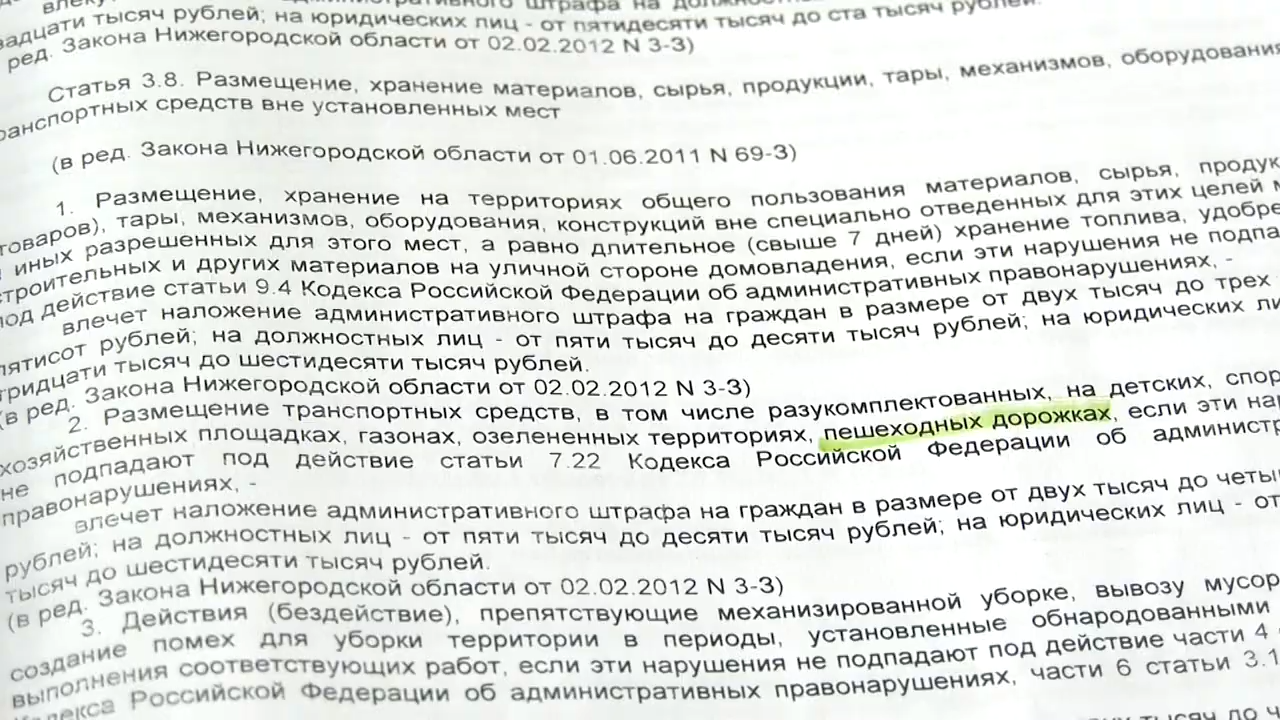 административного штрафа на
тысяч рублей; на юридических лиц - от пятидесяти тысяч до ста тысяч рублей.
ред. Закона Нижегородской области от 02.02.2012 N 3-З)
Статья 3.8. Размещение, хранение материалов, сырья, продукции, тары, механизмов, оборудования
средств вне установленных мест
(в ред. Закона Нижегородской области от 01.06.2011 N 69-З)
1. Размещение, хранение на территориях общего пользования материалов, сырья, продук
товаров), тары, механизмов, оборудования, конструкций вне специально отведенных для этих целей м
иных разрешенных для этого мест, а равно длительное (свыше 7 дней) хранение топлива, удобре
строительных и других материалов на уличной стороне домовладения, если эти нарушения не подпа
под действие статьи 9.4 Кодекса Российской Федерации об административных правонарушениях, -
влечет наложение административного штрафа на граждан в размере от двух тысяч до трех
пятисот рублей; на должностных лиц - от пяти тысяч до десяти тысяч рублей; на юридических ли
тридцати тысяч до шестидесяти тысяч рублей.
(в ред. Закона Нижегородской области от 02.02.2012 N 3-З)
2. Размещение транспортных средств, в том числе разукомплектованных, на детских, спор
хозяйственных площадках, газонах, озелененных территориях, пешеходных дорожках, если эти нар
не подпадают под действие статьи 7.22 Кодекса Российской Федерации об администр
правонарушениях, -
влечет наложение административного штрафа на граждан в размере от двух тысяч до четы
рублей; на должностных лиц - от пяти тысяч до десяти тысяч рублей; на юридических лиц - от
тысяч до шестидесяти тысяч рублей.
(в ред. Закона Нижегородской области от 02.02.2012 N 3-З)
3. Действия (бездействие), препятствующие механизированной уборке, вывозу мусор
создание помех для уборки территории в периоды, установленные обнародованными
выполнения соответствующих работ, если эти нарушения не подпадают под действие части 4
Кодекса Российской Федерации об административных правонарушениях, части 6 статьи 3.1
тысяч до ч